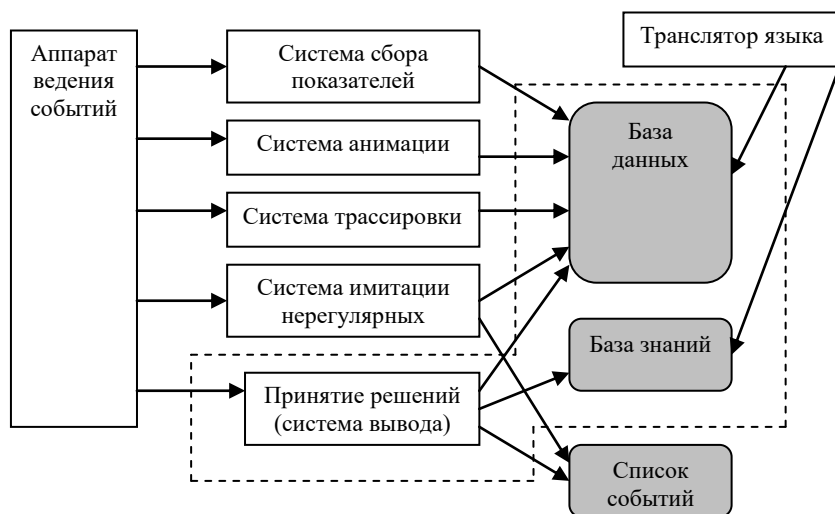 Аппарат
ведения
событий
Система сбора
показателей
Транслятор языка
Система анимации
База
данных
Система трассировки
Система имитации
нерегулярных
База знаний
Принятие решений
(система вывода)
Список
событий